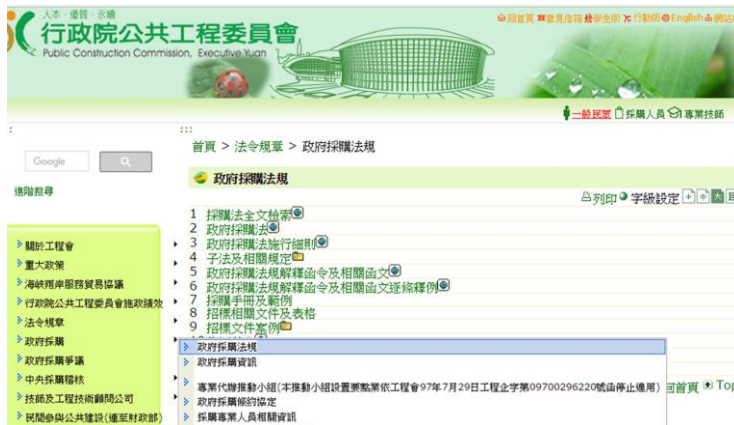 人本．優質．永續
行政院公共工程委員會
Public Construction Commission, Executive Yuan
回首頁 意見信箱 學生版 行動版 English 網站
一般民眾 採購人員 專業技師
:::
首頁 > 法令規章 > 政府採購法規
Google
進階搜尋
政府採購法規
列印 字級設定 小 中 大
1 採購法全文檢索
2 政府採購法
3 政府採購法施行細則
4 子法及相關規定
5 政府採購法規解釋函令及相關函文
6 政府採購法規解釋函令及相關函文逐條釋例
7 採購手冊及範例
8 招標相關文件及表格
9 招標文件案例
關於工程會
重大政策
海峽兩岸服務貿易協議
行政院公共工程委員會施政績效
法令規章
政府採購
政府採購爭議
中央採購稽核
技師及工程技術顧問公司
民間參與公共建設(連至財政部)
政府採購法規
政府採購資訊
專業代辦推動小組(本推動小組設置要點業依工程會97年7月29日工程企字第09700296220號函停止適用)
政府採購條約協定
採購專業人員相關資訊
回首頁 Top